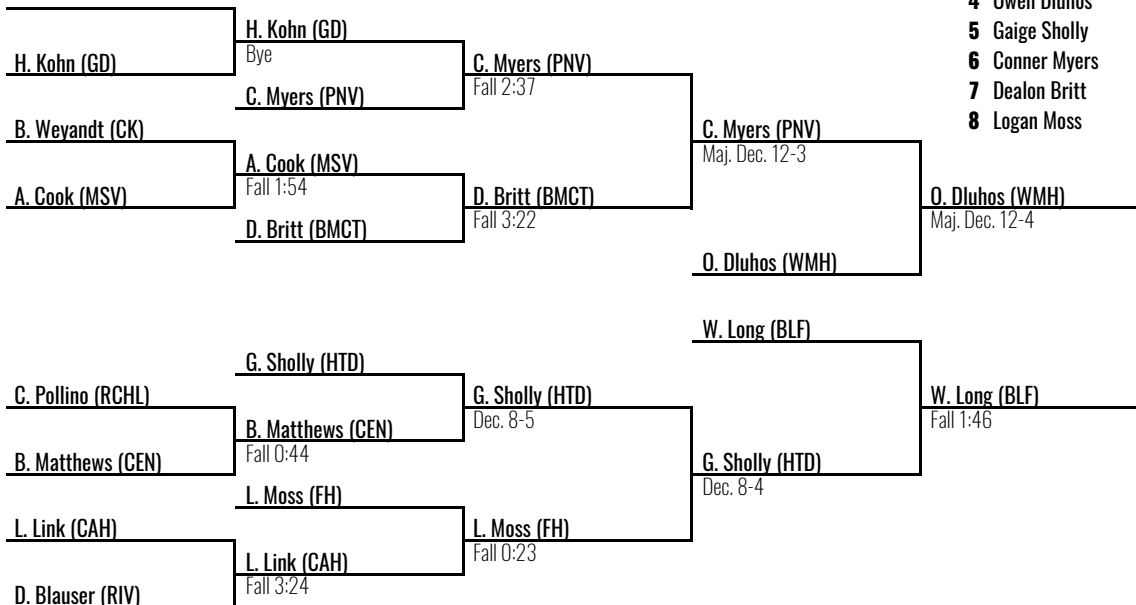 4 Owen Dluhos
H. Kohn (GD)
5 Gaige Sholly
Bye
H. Kohn (GD)
C. Myers (PNV)
6 Conner Myers
Fall 2:37
C. Myers (PNV)
7 Dealon Britt
B. Weyandt (CK)
C. Myers (PNV)
8 Logan Moss
Maj. Dec. 12-3
A. Cook (MSV)
Fall 1:54
A. Cook (MSV)
D. Britt (BMCT)
O. Dluhos (WMH)
Fall 3:22
Maj. Dec. 12-4
D. Britt (BMCT)
O. Dluhos (WMH)
W. Long (BLF)
G. Sholly (HTD)
C. Pollino (RCHL)
G. Sholly (HTD)
W. Long (BLF)
Dec. 8-5
Fall 1:46
B. Matthews (CEN)
Fall 0:44
B. Matthews (CEN)
G. Sholly (HTD)
Dec. 8-4
L. Moss (FH)
L. Link (CAH)
L. Moss (FH)
Fall 0:23
L. Link (CAH)
Fall 3:24
D. Blauser (RIV)